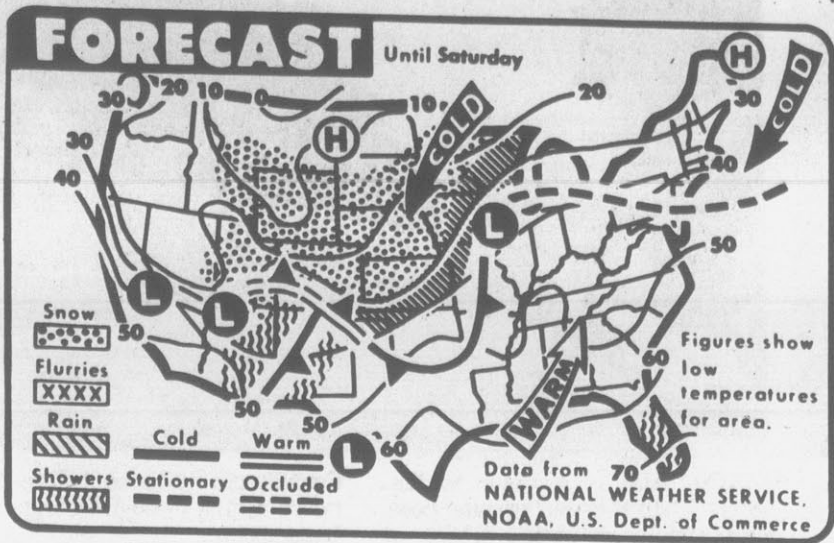 FORECAST Until Saturday
H
30 20 10 0 10 COLD 20
30 COLD
30
H
40
40
L
50
L
L
50
Snow
Flurries
XXXX
Rain
Showers
Cold
Warm
Stationary
Occluded
50
50
L
60
WARM
60
70
Figures show
low
temperatures
for area.
Data from
NATIONAL WEATHER SERVICE,
NOAA, U.S. Dept. of Commerce